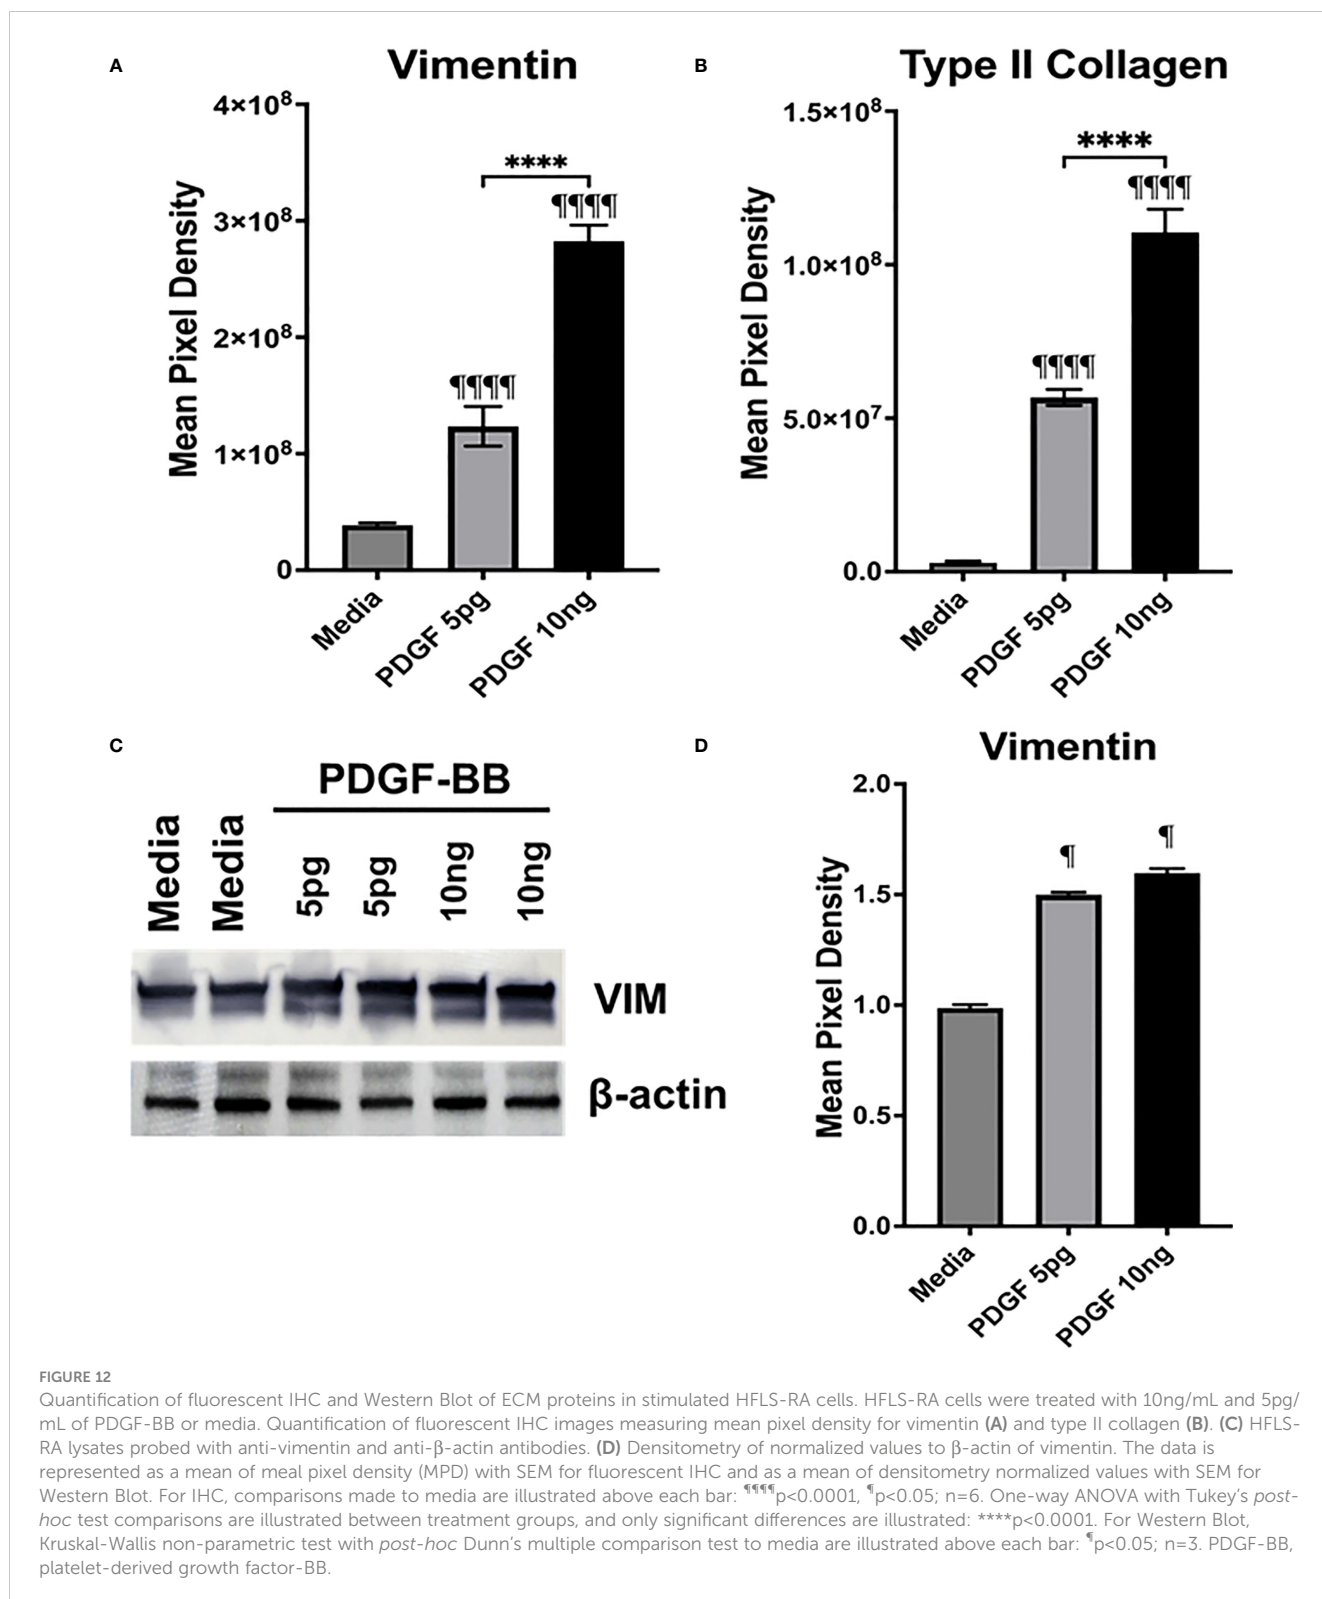 A
Vimentin
4×10⁸
3×10⁸
2×10⁸
1×10⁸
0
Mean Pixel Density
****
¶¶¶¶
¶¶¶¶
Media
PDGF 5pg
PDGF 10ng
B
Type II Collagen
1.5×10⁸
1.0×10⁸
5.0×10⁷
0.0
Mean Pixel Density
****
¶¶¶¶
¶¶¶¶
Media
PDGF 5pg
PDGF 10ng
C
PDGF-BB
Media
Media
5pg
5pg
10ng
10ng
VIM
β-actin
D
Vimentin
2.0
1.5
1.0
0.5
0.0
Mean Pixel Density
¶
¶
Media
PDGF 5pg
PDGF 10ng
FIGURE 12
Quantification of fluorescent IHC and Western Blot of ECM proteins in stimulated HFLS-RA cells. HFLS-RA cells were treated with 10ng/mL and 5pg/
mL of PDGF-BB or media. Quantification of fluorescent IHC images measuring mean pixel density for vimentin (A) and type II collagen (B). (C) HFLS-
RA lysates probed with anti-vimentin and anti-β-actin antibodies. (D) Densitometry of normalized values to β-actin of vimentin. The data is
represented as a mean of meal pixel density (MPD) with SEM for fluorescent IHC and as a mean of densitometry normalized values with SEM for
Western Blot. For IHC, comparisons made to media are illustrated above each bar: ¶¶¶¶p<0.0001, ¶p<0.05; n=6. One-way ANOVA with Tukey's post-
hoc test comparisons are illustrated between treatment groups, and only significant differences are illustrated: ****p<0.0001. For Western Blot,
Kruskal-Wallis non-parametric test with post-hoc Dunn's multiple comparison test to media are illustrated above each bar: ¶p<0.05; n=3. PDGF-BB,
platelet-derived growth factor-BB.